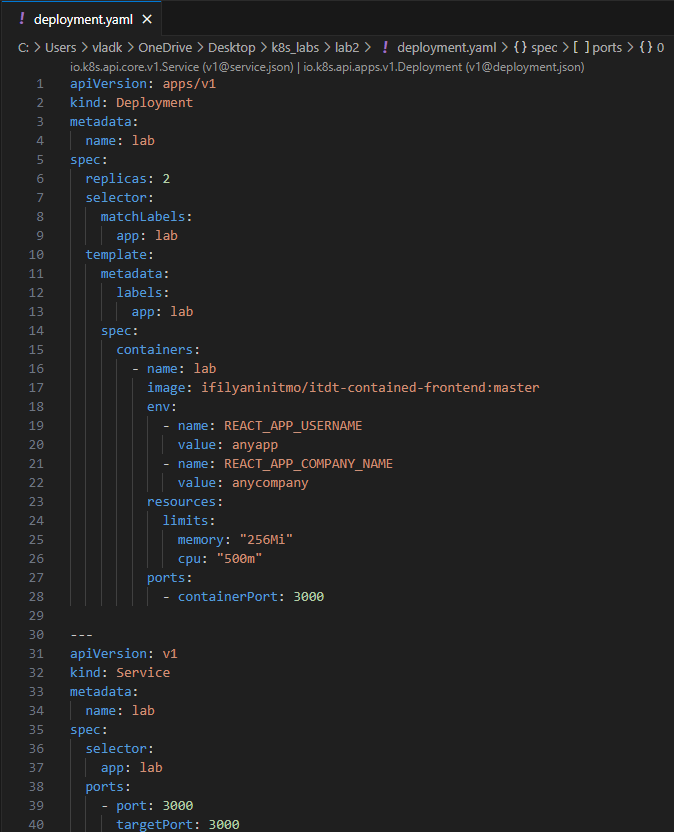 ! deployment.yaml ×
C: > Users > vladk > OneDrive > Desktop > k8s_labs > lab2 > ! deployment.yaml > {} spec > [ ] ports > {} 0
io.k8s.api.core.v1.Service (v1@service.json) | io.k8s.api.apps.v1.Deployment (v1@deployment.json)
1 apiVersion: apps/v1
2 kind: Deployment
3 metadata:
4   name: lab
5 spec:
6   replicas: 2
7   selector:
8     matchLabels:
9       app: lab
10   template:
11     metadata:
12       labels:
13         app: lab
14     spec:
15       containers:
16         - name: lab
17           image: ifilyaninitmo/itdt-contained-frontend:master
18           env:
19             - name: REACT_APP_USERNAME
20               value: anyapp
21             - name: REACT_APP_COMPANY_NAME
22               value: anycompany
23           resources:
24             limits:
25               memory: "256Mi"
26               cpu: "500m"
27           ports:
28             - containerPort: 3000
29
30 ---
31 apiVersion: v1
32 kind: Service
33 metadata:
34   name: lab
35 spec:
36   selector:
37     app: lab
38   ports:
39     - port: 3000
40       targetPort: 3000